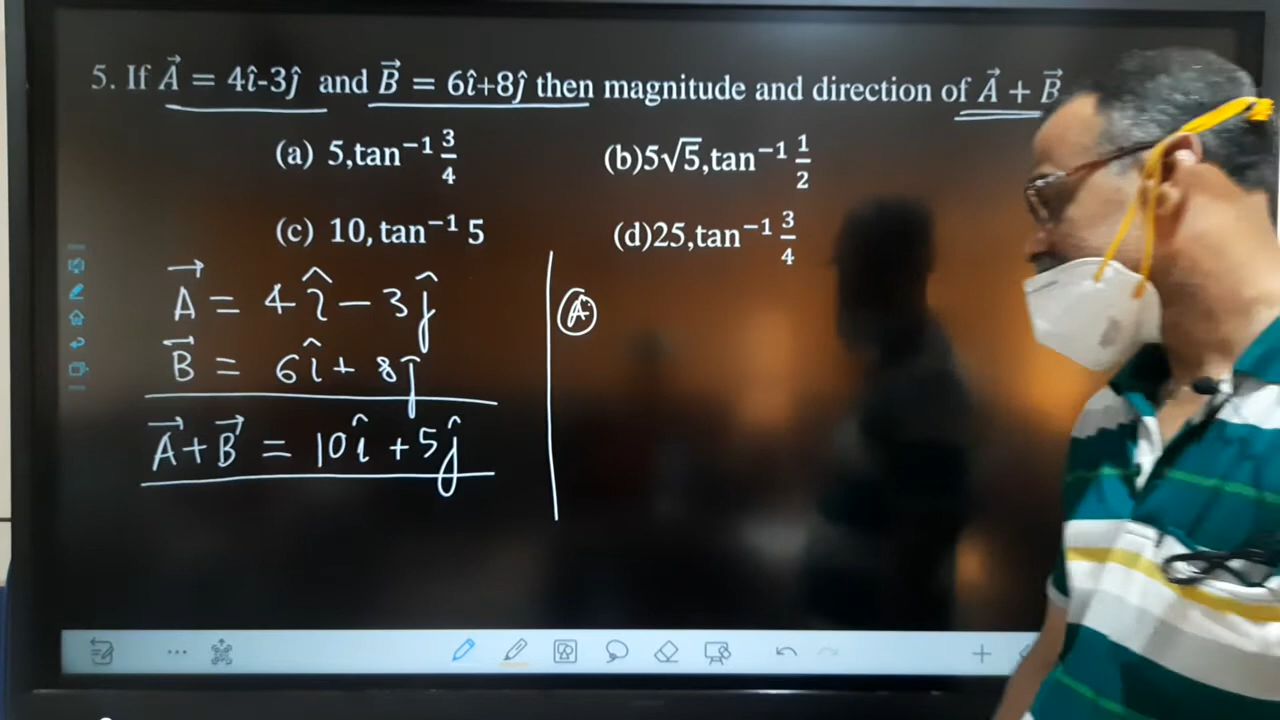 5. If A⃗ = 4î-3ĵ and B⃗ = 6î+8ĵ then magnitude and direction of A⃗ + B⃗
(a) 5,tan⁻¹ 3/4
(b)5√5,tan⁻¹ 1/2
(c) 10, tan⁻¹ 5
(d)25,tan⁻¹ 3/4
A⃗ = 4î – 3ĵ
B⃗ = 6î + 8ĵ
A⃗+B⃗ = 10î + 5ĵ
A